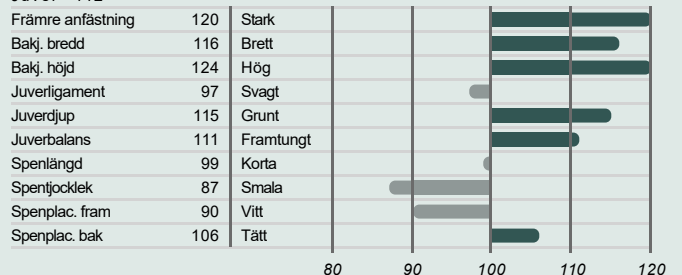 Främre anfästning 120 Stark
Bakj. bredd 116 Brett
Bakj. höjd 124 Hög
Juverligament 97 Svagt
Juverdjup 115 Grunt
Juverbalans 111 Framtungt
Spenlängd 99 Korta
Spentjocklek 87 Smala
Spenplac. fram 90 Vitt
Spenplac. bak 106 Tätt
80 90 100 110 120